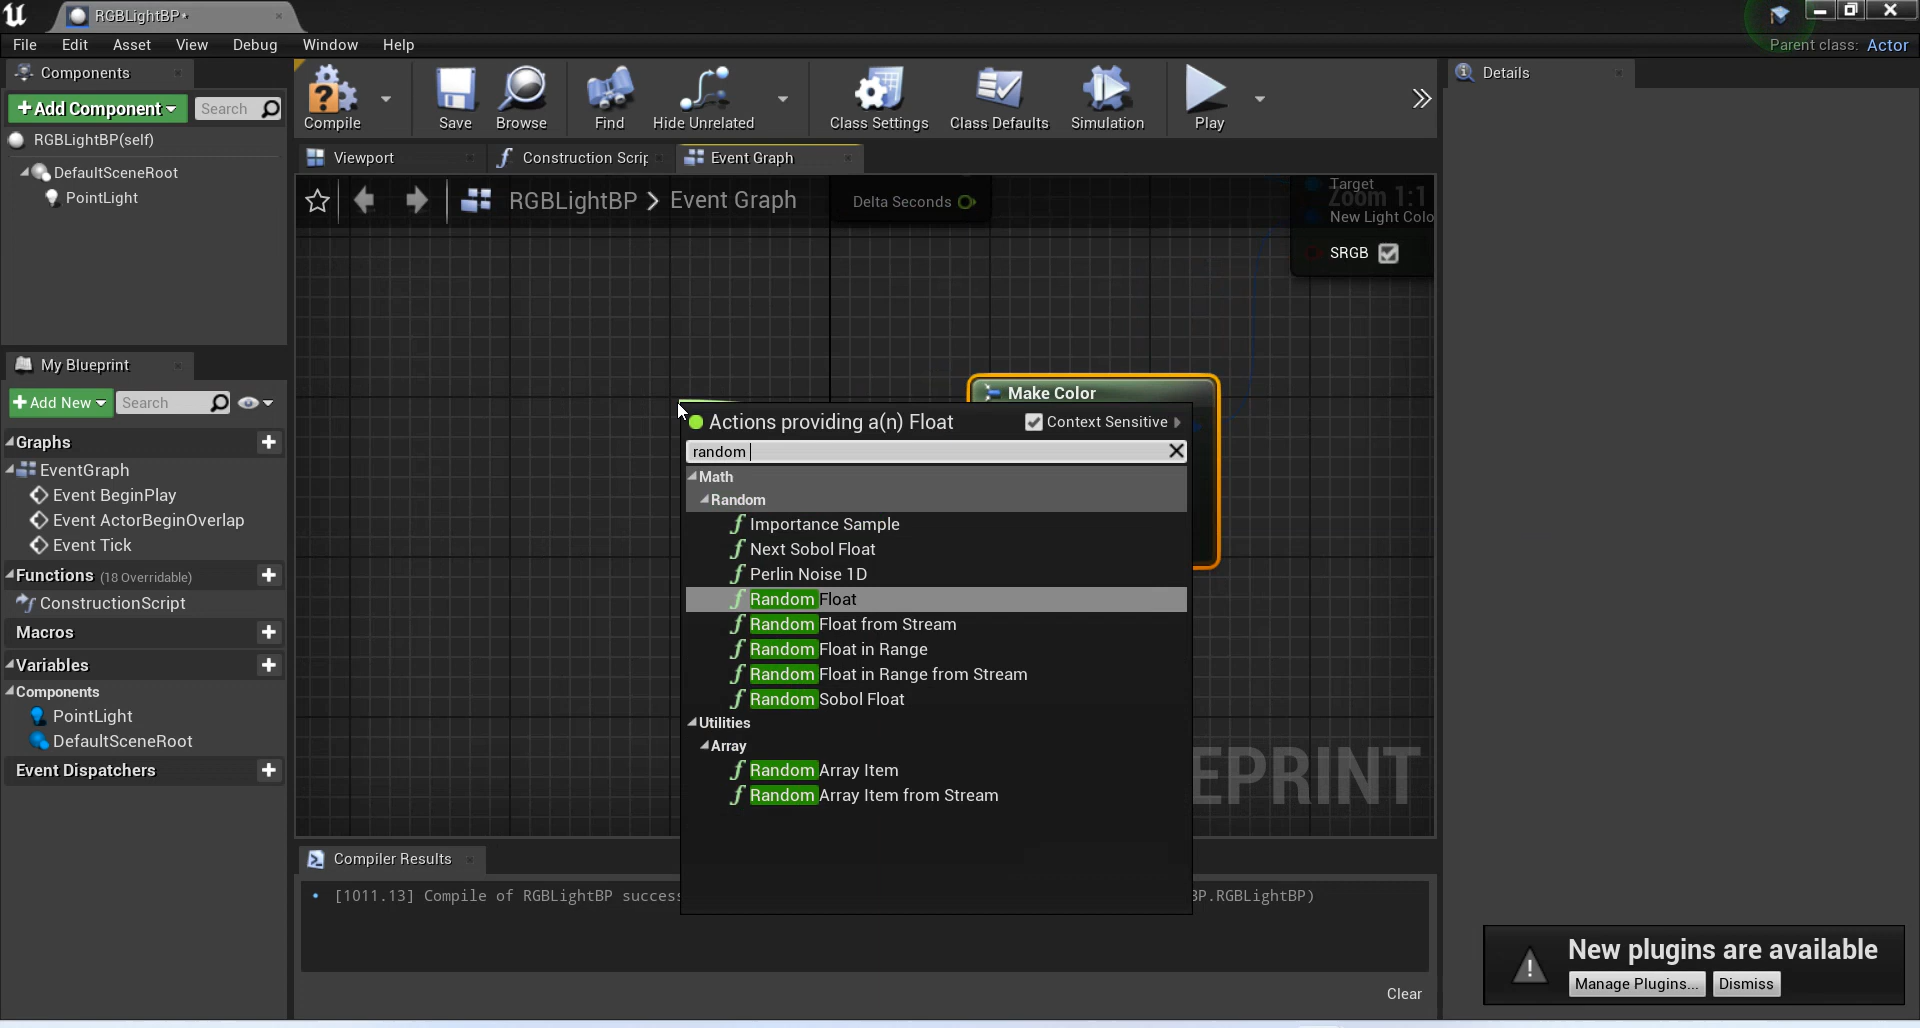 RGBLightBP*
File Edit Asset View Debug Window Help
Parent class: Actor
Components
Add Component
Search
RGBLightBP(self)
DefaultSceneRoot
PointLight
Compile
Save
Browse
Find
Hide Unrelated
Class Settings
Class Defaults
Simulation
Play
Details
Viewport
Construction Scrip
Event Graph
RGBLightBP > Event Graph
Zoom 1:1
Delta Seconds
Target
New Light Colo
SRGB
Make Color
Actions providing a(n) Float
Context Sensitive
random
Math
Random
Importance Sample
Next Sobol Float
Perlin Noise 1D
Random Float
Random Float from Stream
Random Float in Range
Random Float in Range from Stream
Random Sobol Float
Utilities
Array
Random Array Item
Random Array Item from Stream
EPRINT
My Blueprint
Add New
Search
Graphs
EventGraph
Event BeginPlay
Event ActorBeginOverlap
Event Tick
Functions (18 Overridable)
ConstructionScript
Macros
Variables
Components
PointLight
DefaultSceneRoot
Event Dispatchers
Compiler Results
[1011.13] Compile of RGBLightBP success BP.RGBLightBP)
Clear
New plugins are available
Manage Plugins...
Dismiss